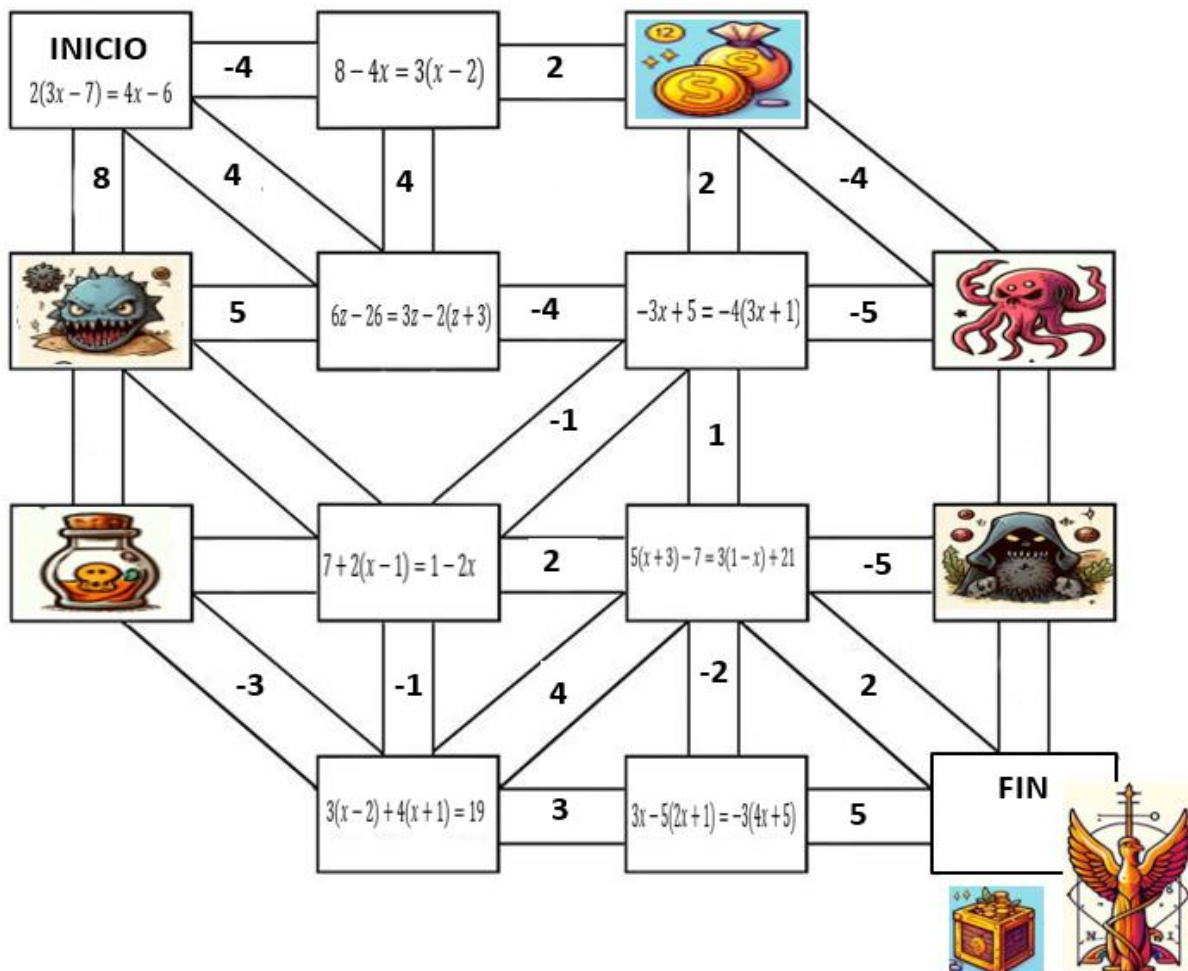 INICIO
2(3x − 7) = 4x − 6
-4
8 − 4x = 3(x − 2)
2
12
8
4
4
2
-4
5
6z − 26 = 3z − 2(z + 3)
-4
−3x + 5 = −4(3x + 1)
-5
-1
1
7 + 2(x − 1) = 1 − 2x
2
5(x + 3) − 7 = 3(1 − x) + 21
-5
-3
-1
4
-2
2
3(x − 2) + 4(x + 1) = 19
3
3x − 5(2x + 1) = −3(4x + 5)
5
FIN